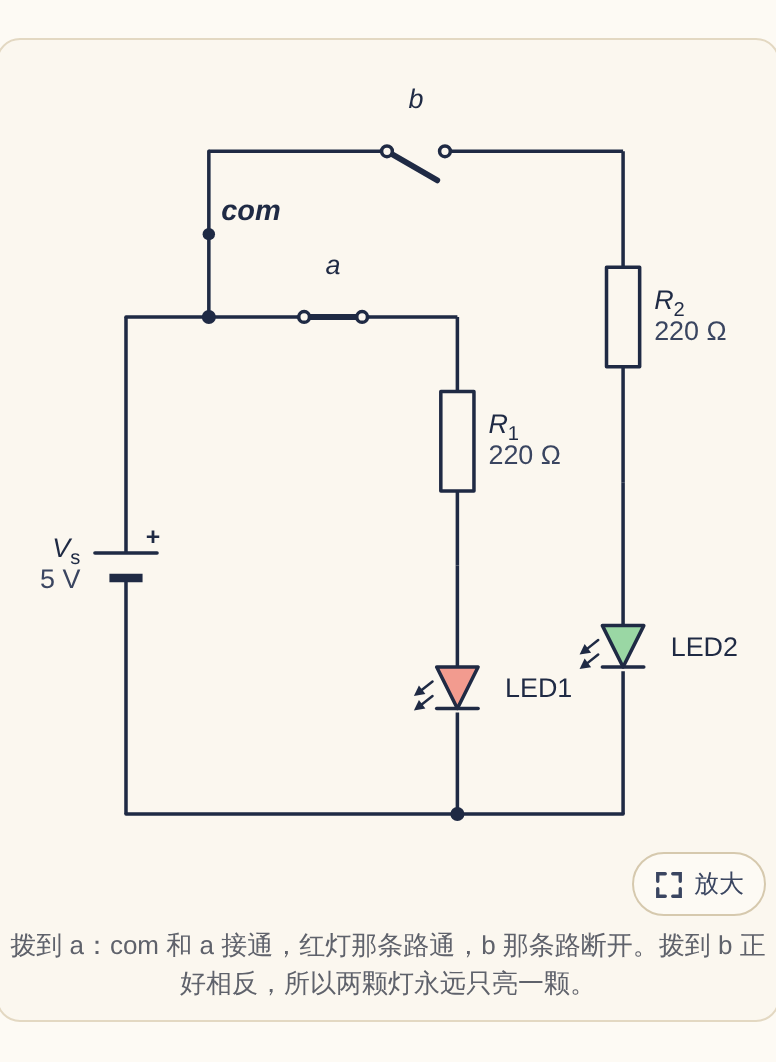 b
com
a
R2
220 Ω
R1
220 Ω
+
Vs
5 V
LED2
LED1
放大
拨到 a：com 和 a 接通，红灯那条路通，b 那条路断开。拨到 b 正
好相反，所以两颗灯永远只亮一颗。